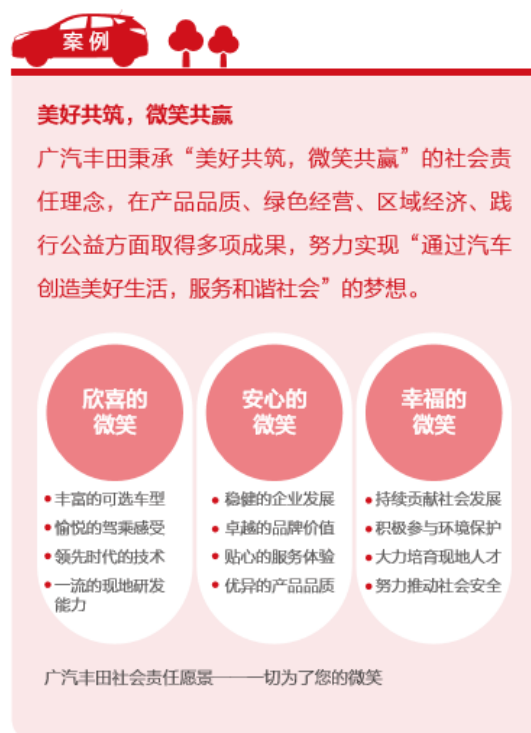 案例
美好共筑，微笑共赢
广汽丰田秉承“美好共筑，微笑共赢”的社会责
任理念，在产品品质、绿色经营、区域经济、践
行公益方面取得多项成果，努力实现“通过汽车
创造美好生活，服务和谐社会”的梦想。
欣喜的
微笑
•丰富的可选车型
•愉悦的驾乘感受
•领先时代的技术
•一流的现地研发
能力
安心的
微笑
•稳健的企业发展
•卓越的品牌价值
•贴心的服务体验
•优异的产品品质
幸福的
微笑
•持续贡献社会发展
•积极参与环境保护
•大力培育现地人才
•努力推动社会安全
广汽丰田社会责任愿景——一切为了您的微笑